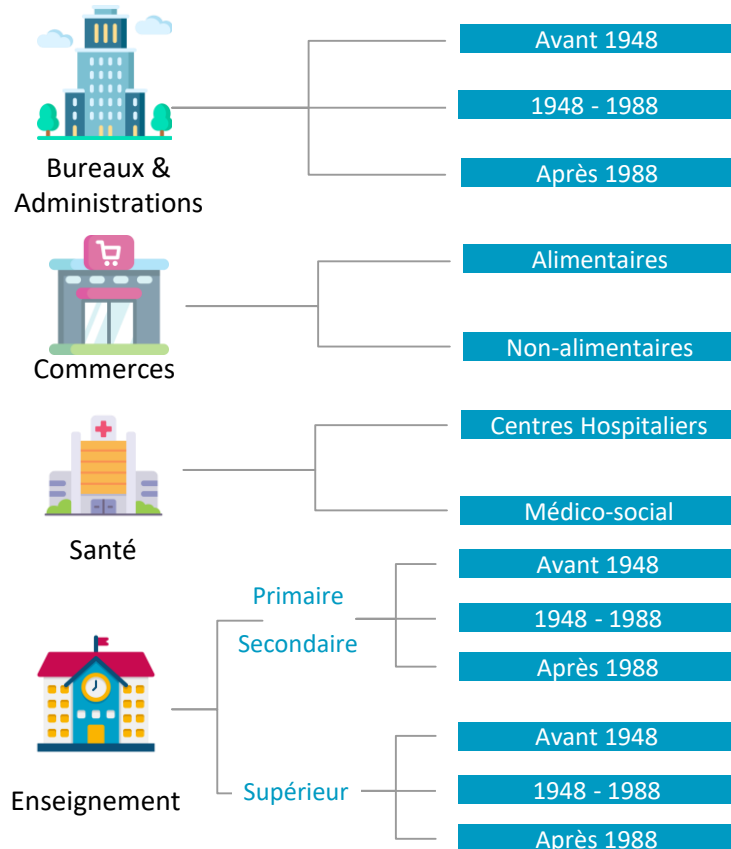 Bureaux &
Administrations
Avant 1948
1948 - 1988
Après 1988
Commerces
Alimentaires
Non-alimentaires
Santé
Centres Hospitaliers
Médico-social
Enseignement
Primaire
Secondaire
Avant 1948
1948 - 1988
Après 1988
Supérieur
Avant 1948
1948 - 1988
Après 1988